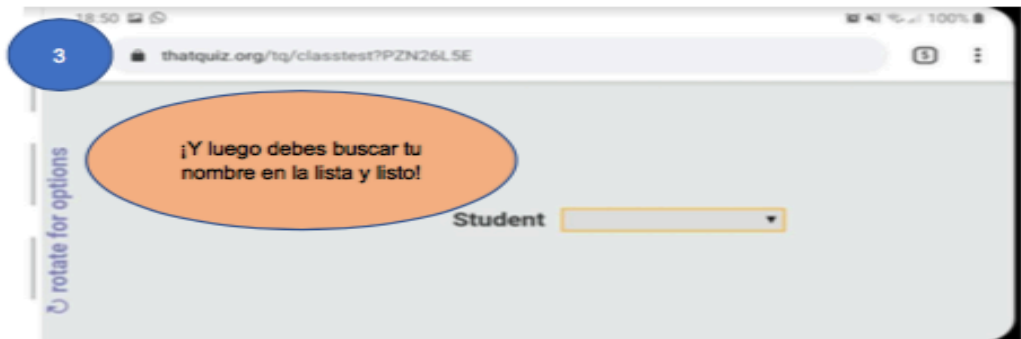 18:50
100%
3
thatquiz.org/tq/classtest?PZN26L5E
5
¡Y luego debes buscar tu
nombre en la lista y listo!
rotate for options
Student